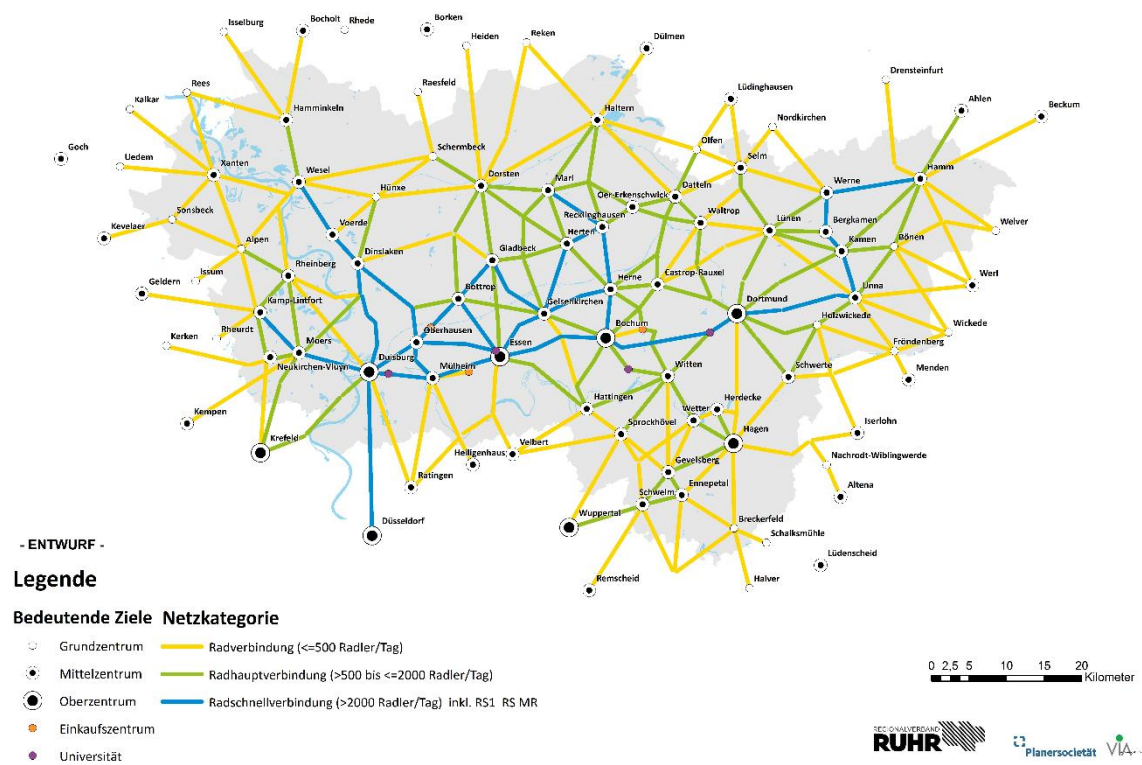 Isselburg
Bocholt
Rhede
Borken
Heiden
Reken
Dülmen
Rees
Raesfeld
Drensteinfurt
Kalkar
Hamminkeln
Haltern
Lüdinghausen
Nordkirchen
Ahlen
Beckum
Goch
Uedem
Xanten
Wesel
Schermbeck
Olfen
Selm
Hünxe
Dorsten
Marl
Oer-Erkenschwick
Datteln
Werne
Hamm
Sonsbeck
Kevelaer
Voerde
Recklinghausen
Waltrop
Lünen
Bergkamen
Welver
Alpen
Dinslaken
Gladbeck
Herten
Kamen
Bönen
Geldern
Issum
Rheinberg
Bottrop
Herne
Castrop-Rauxel
Unna
Werl
Kamp-Lintfort
Gelsenkirchen
Dortmund
Kerken
Rheurdt
Moers
Oberhausen
Essen
Bochum
Holzwickede
Wickede
Neukirchen-Vluyn
Duisburg
Mülheim
Witten
Schwerte
Fröndenberg
Menden
Kempen
Hattingen
Wetter
Herdecke
Krefeld
Sprockhövel
Hagen
Iserlohn
Heiligenhaus
Velbert
Ratingen
Gevelsberg
Nachrodt-Wiblingwerde
Altena
Ennepetal
Schwelm
Düsseldorf
Wuppertal
Breckerfeld
Schalksmühle
Lüdenscheid
Remscheid
Halver
- ENTWURF -
Legende
Bedeutende Ziele Netzkategorie
Grundzentrum Radverbindung (<=500 Radler/Tag)
Mittelzentrum Radhauptverbindung (>500 bis <=2000 Radler/Tag)
Oberzentrum Radschnellverbindung (>2000 Radler/Tag) inkl. RS1 RS MR
Einkaufszentrum
Universität
0 2,5 5 10 15 20
Kilometer
REGIONALVERBAND
RUHR
Planersocietät
VIA